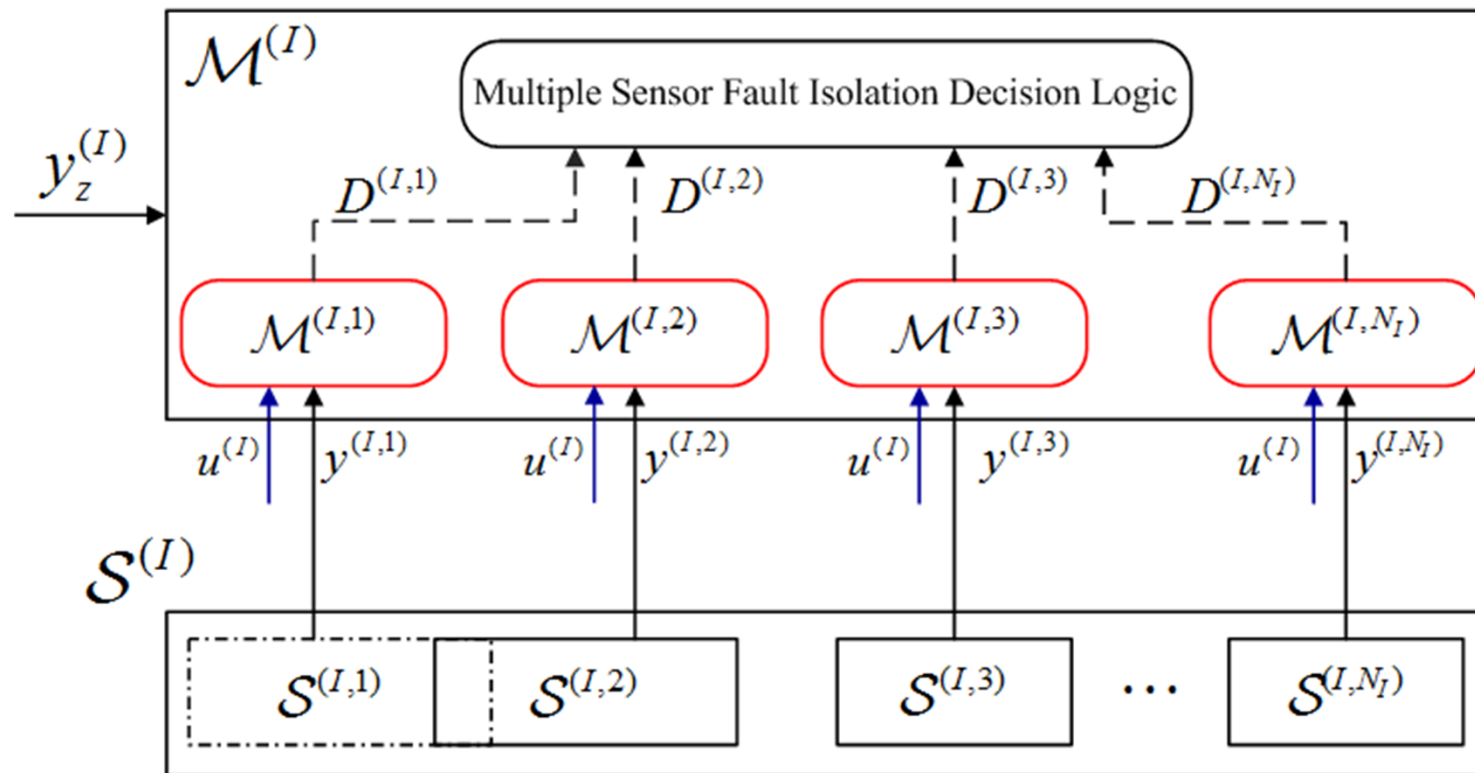 ℳ^(I)
Multiple Sensor Fault Isolation Decision Logic
y_z^(I)
D^(I,1) D^(I,2) D^(I,3) D^(I,N_I)
ℳ^(I,1) ℳ^(I,2) ℳ^(I,3) ℳ^(I,N_I)
u^(I) y^(I,1) u^(I) y^(I,2) u^(I) y^(I,3) u^(I) y^(I,N_I)
𝒮^(I)
𝒮^(I,1) 𝒮^(I,2) 𝒮^(I,3) ⋯ 𝒮^(I,N_I)